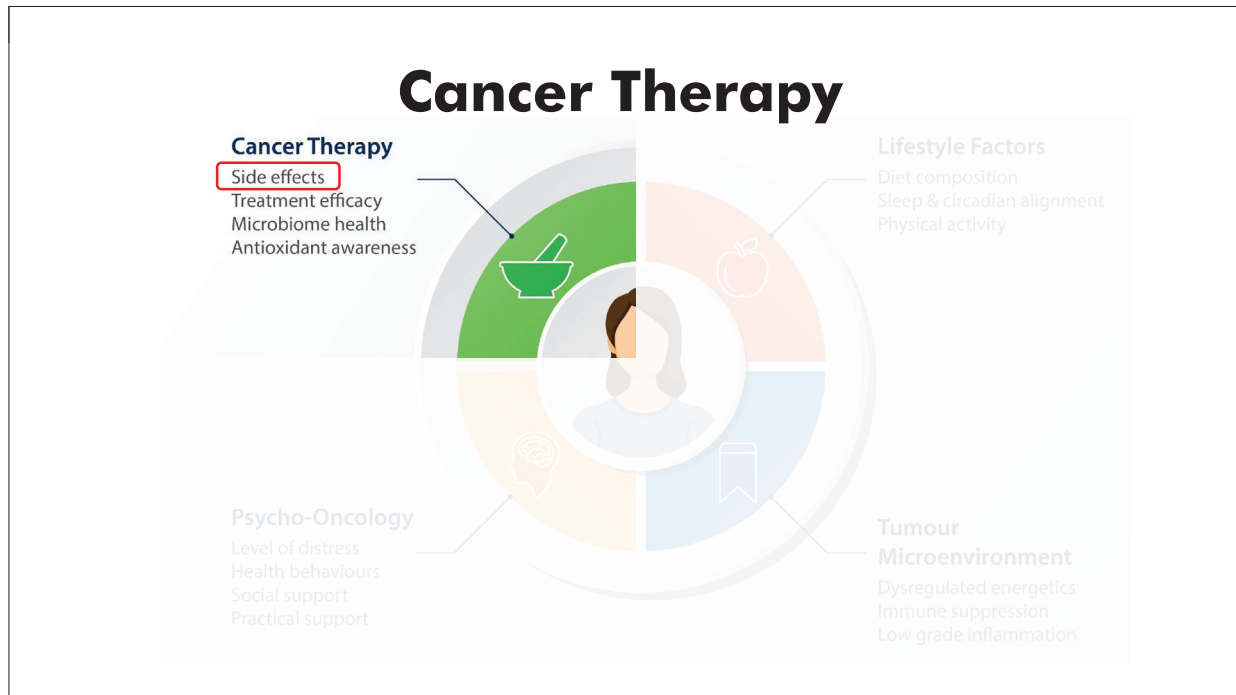 Cancer Therapy
Cancer Therapy
Side effects
Treatment efficacy
Microbiome health
Antioxidant awareness
Lifestyle Factors
Diet composition
Sleep & circadian alignment
Physical activity
Psycho-Oncology
Level of distress
Health behaviours
Social support
Practical support
Tumour
Microenvironment
Dysregulated energetics
Immune suppression
Low grade inflammation